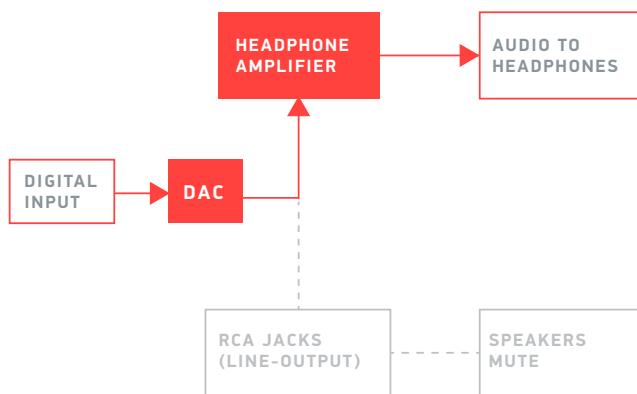 HEADPHONE
AMPLIFIER
AUDIO TO
HEADPHONES
DIGITAL
INPUT
DAC
RCA JACKS
(LINE-OUTPUT)
SPEAKERS
MUTE